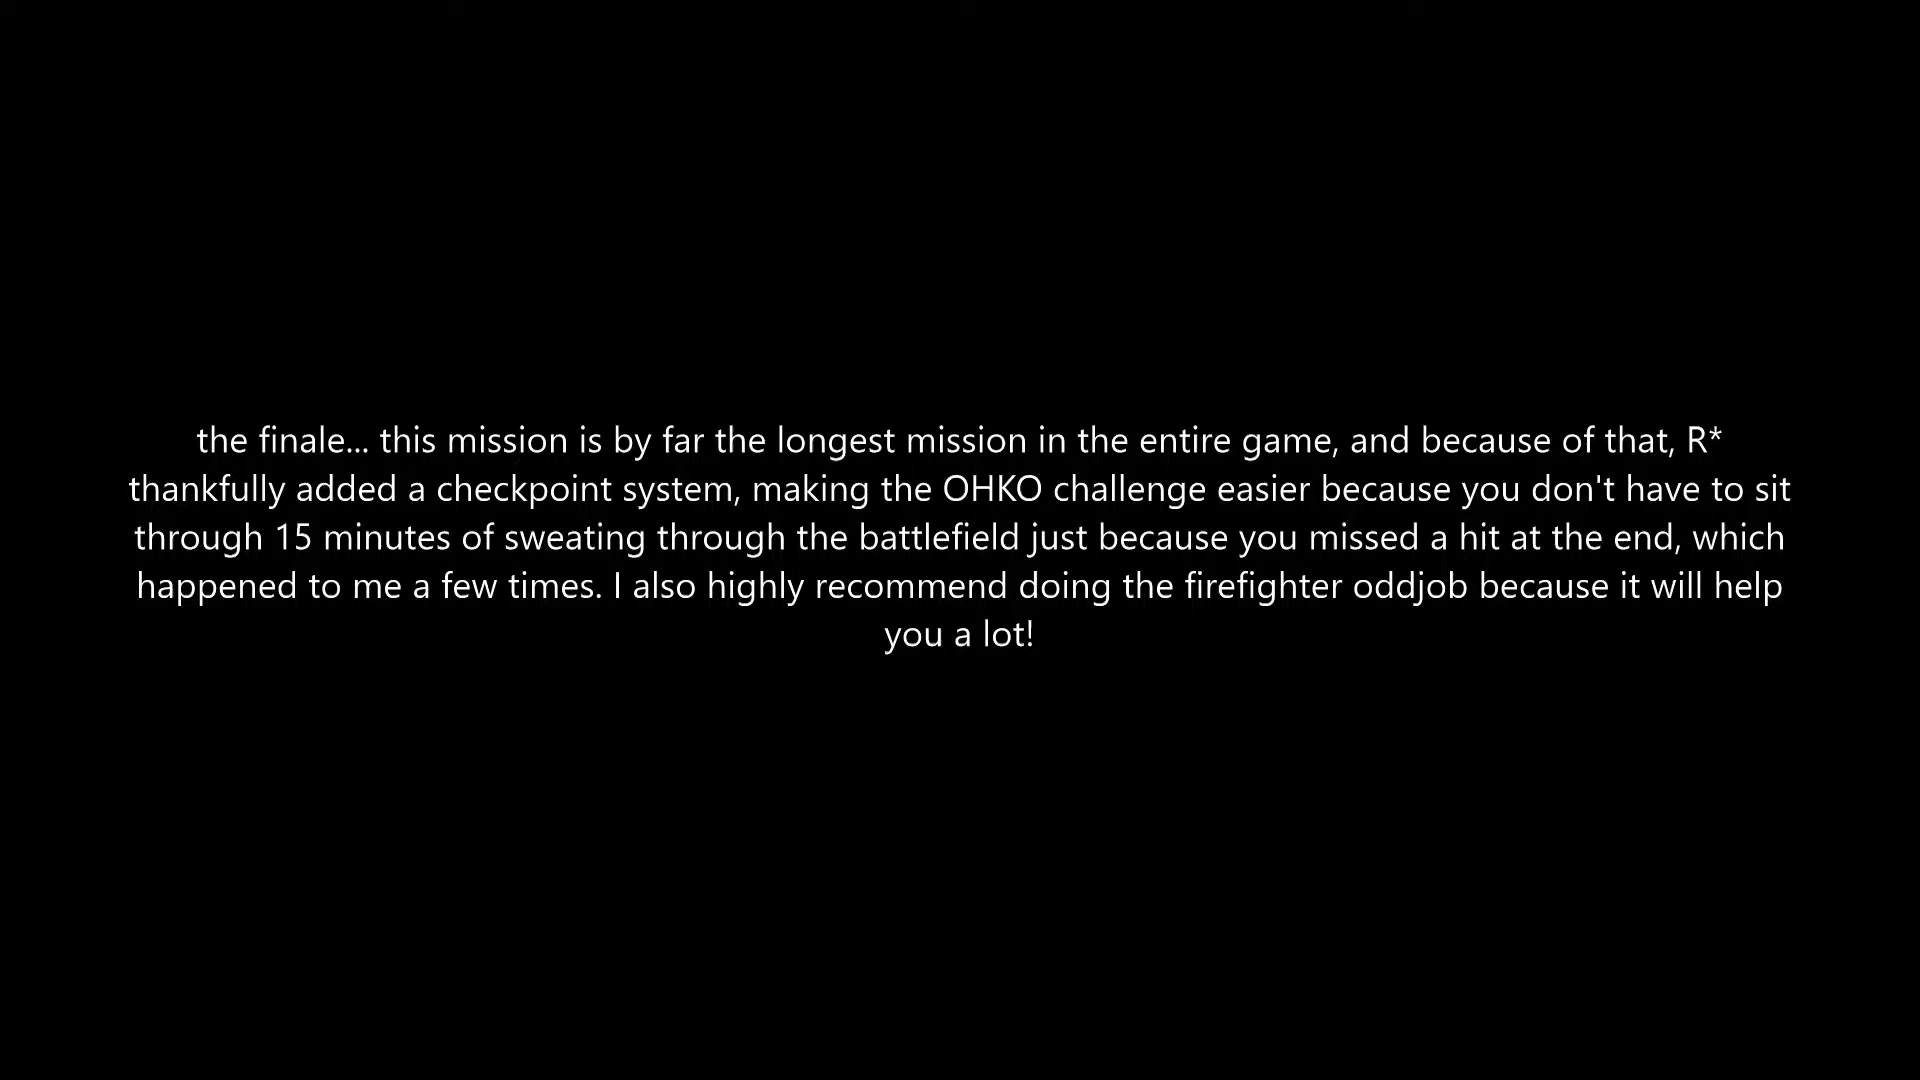 the finale... this mission is by far the longest mission in the entire game, and because of that, R*
thankfully added a checkpoint system, making the OHKO challenge easier because you don't have to sit
through 15 minutes of sweating through the battlefield just because you missed a hit at the end, which
happened to me a few times. I also highly recommend doing the firefighter oddjob because it will help
you a lot!